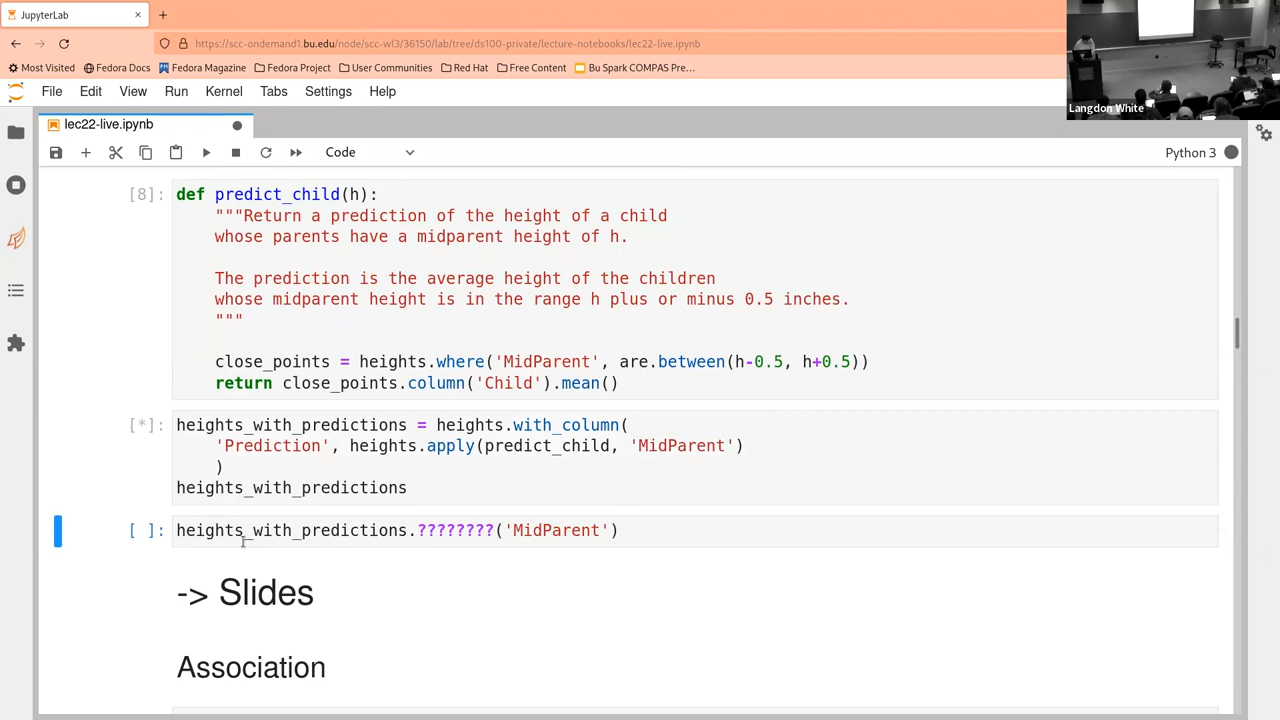 JupyterLab
https://scc-ondemand1.bu.edu/node/scc-wl3/36150/lab/tree/ds100-private/lecture-notebooks/lec22-live.ipynb
Most Visited Fedora Docs Fedora Magazine Fedora Project User Communities Red Hat Free Content Bu Spark COMPAS Pre…
Langdon White
File Edit View Run Kernel Tabs Settings Help
lec22-live.ipynb
Code Python 3
[8]: def predict_child(h):
"""Return a prediction of the height of a child
whose parents have a midparent height of h.
The prediction is the average height of the children
whose midparent height is in the range h plus or minus 0.5 inches.
"""
close_points = heights.where('MidParent', are.between(h-0.5, h+0.5))
return close_points.column('Child').mean()
[*]: heights_with_predictions = heights.with_column(
'Prediction', heights.apply(predict_child, 'MidParent')
)
heights_with_predictions
[ ]: heights_with_predictions.????????('MidParent')
-> Slides
Association